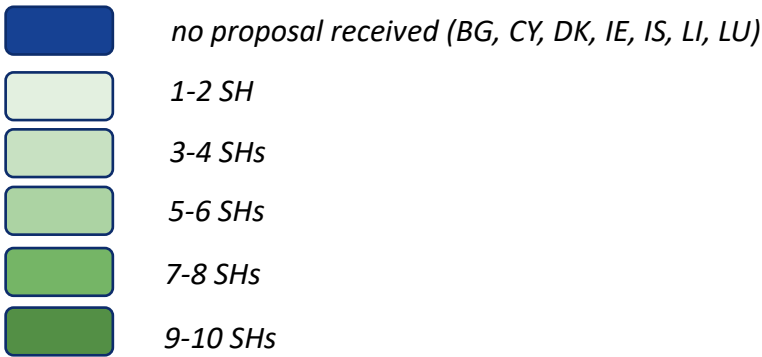 no proposal received (BG, CY, DK, IE, IS, LI, LU)
1-2 SH
3-4 SHs
5-6 SHs
7-8 SHs
9-10 SHs